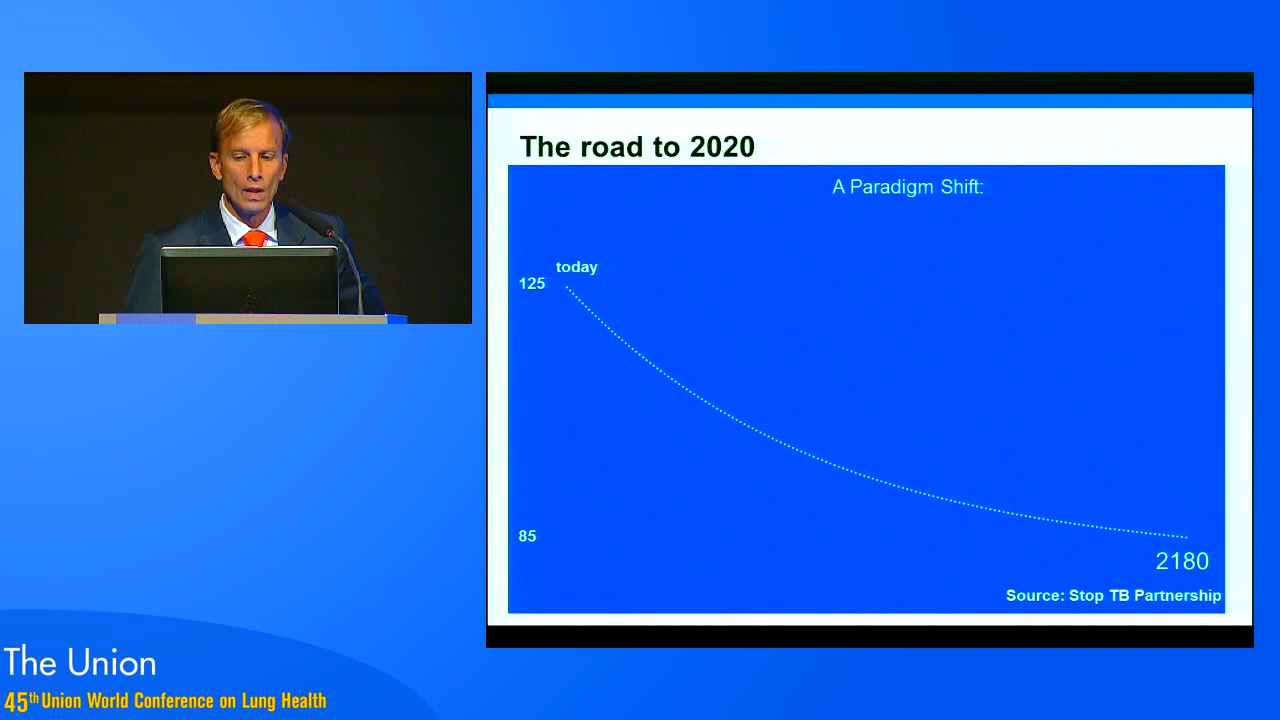 The road to 2020
A Paradigm Shift:
today
125
85
2180
Source: Stop TB Partnership
The Union
45th Union World Conference on Lung Health